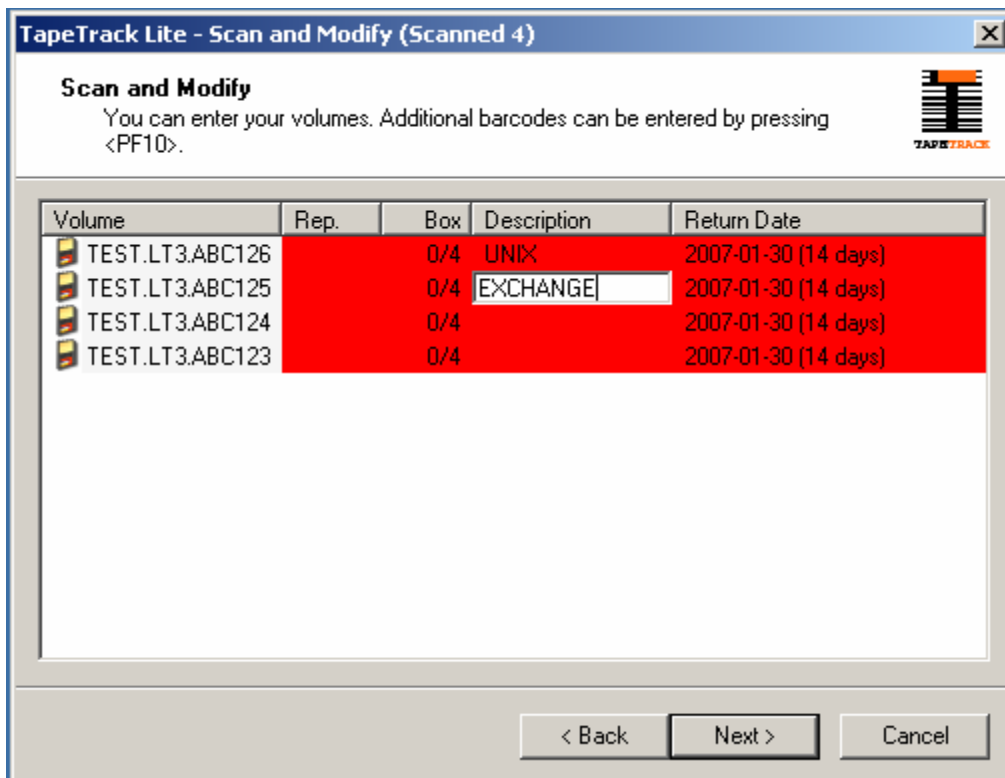 TapeTrack Lite - Scan and Modify (Scanned 4)
Scan and Modify
You can enter your volumes. Additional barcodes can be entered by pressing
<PF10>.
TAPETRACK
Volume Rep. Box Description Return Date
TEST.LT3.ABC126 0/4 UNIX 2007-01-30 (14 days)
TEST.LT3.ABC125 0/4 EXCHANGE 2007-01-30 (14 days)
TEST.LT3.ABC124 0/4 2007-01-30 (14 days)
TEST.LT3.ABC123 0/4 2007-01-30 (14 days)
< Back Next > Cancel